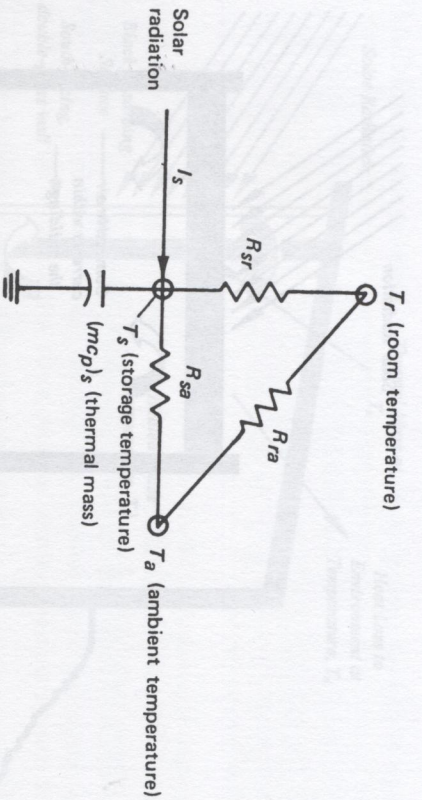 Solar
radiation
I_s
R_sr
T_r (room temperature)
R_ra
R_sa
T_s (storage temperature)
(mc_p)_s (thermal mass)
T_a (ambient temperature)